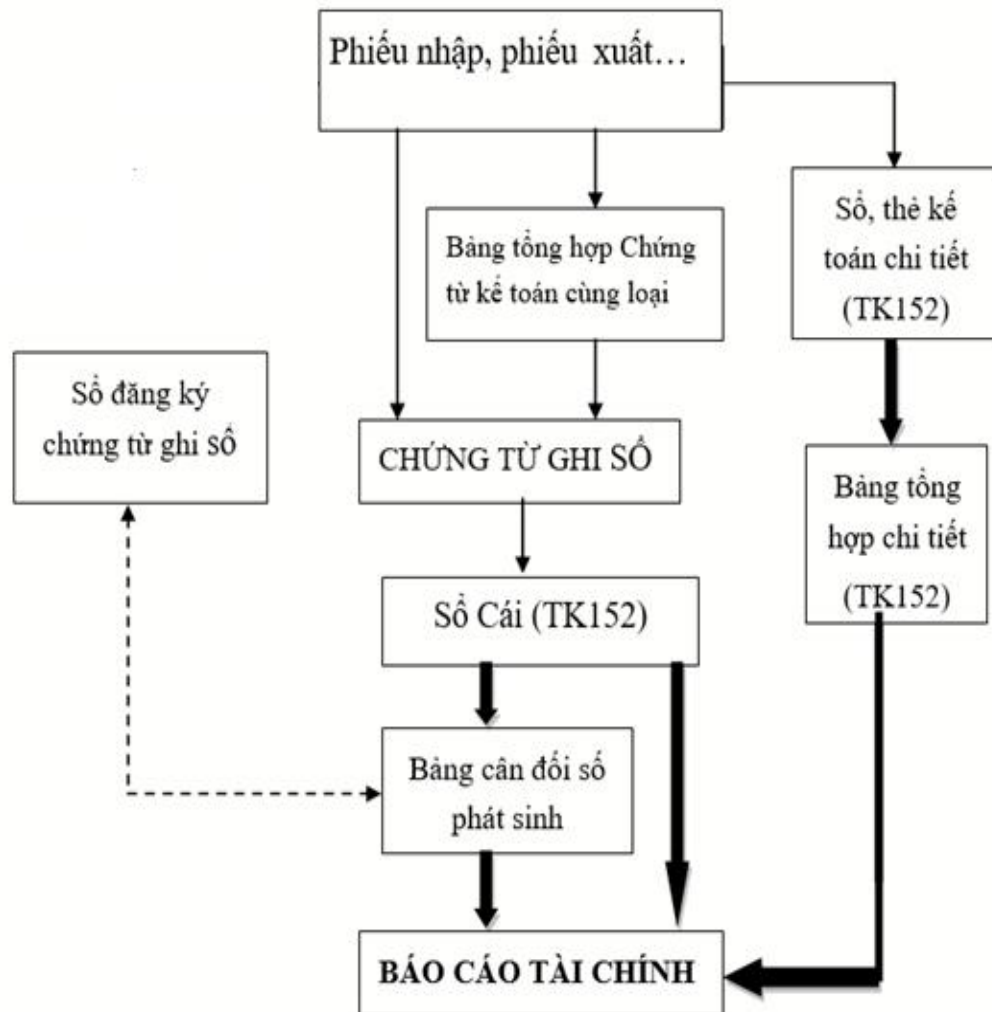 Phiếu nhập, phiếu xuất…
Bảng tổng hợp Chứng
từ kế toán cùng loại
Sổ, thẻ kế
toán chi tiết
(TK152)
Sổ đăng ký
chứng từ ghi sổ
CHỨNG TỪ GHI SỔ
Bảng tổng
hợp chi tiết
(TK152)
Sổ Cái (TK152)
Bảng cân đối số
phát sinh
BÁO CÁO TÀI CHÍNH